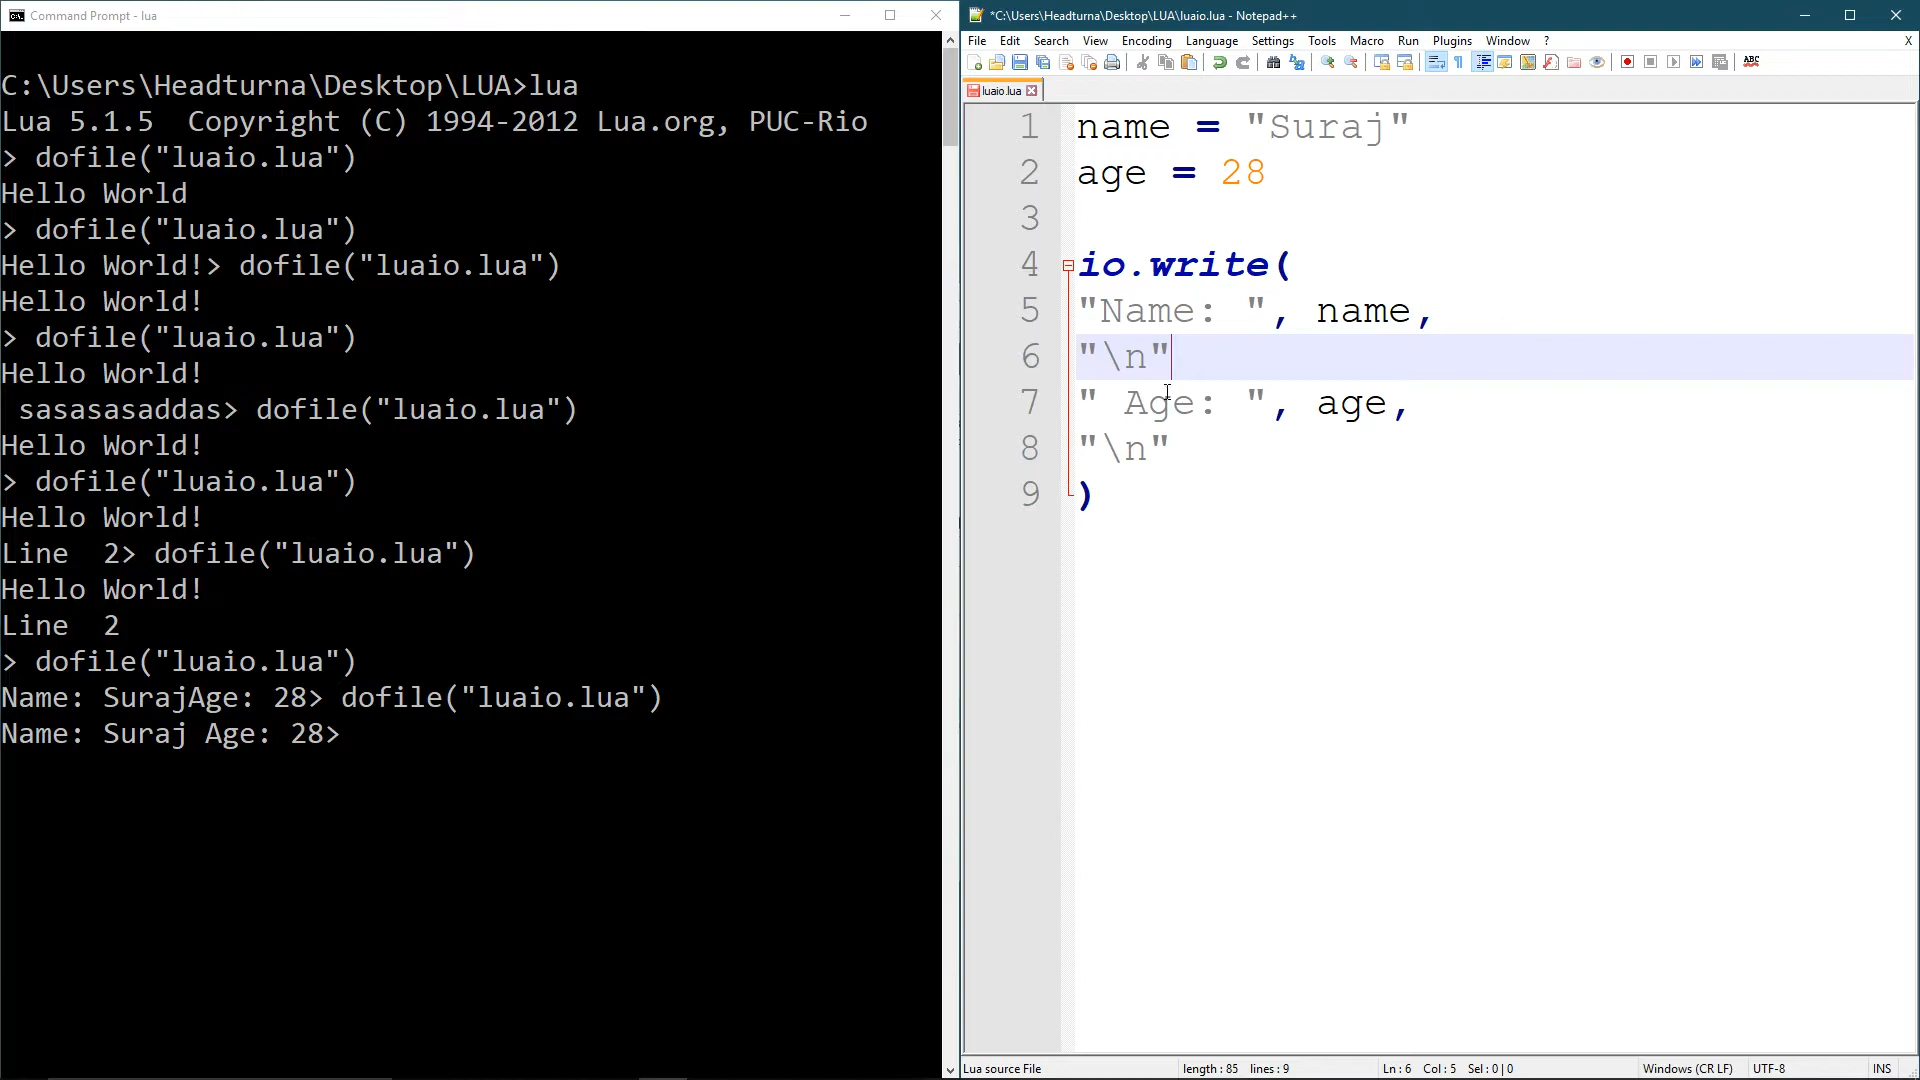 Command Prompt - lua
C:\Users\Headturna\Desktop\LUA>lua
Lua 5.1.5  Copyright (C) 1994-2012 Lua.org, PUC-Rio
> dofile("luaio.lua")
Hello World
> dofile("luaio.lua")
Hello World!> dofile("luaio.lua")
Hello World!
> dofile("luaio.lua")
Hello World!
 sasasasaddas> dofile("luaio.lua")
Hello World!
> dofile("luaio.lua")
Hello World!
Line  2> dofile("luaio.lua")
Hello World!
Line  2
> dofile("luaio.lua")
Name: SurajAge: 28> dofile("luaio.lua")
Name: Suraj Age: 28>
*C:\Users\Headturna\Desktop\LUA\luaio.lua - Notepad++
File Edit Search View Encoding Language Settings Tools Macro Run Plugins Window ? X
ABC
luaio.lua
1 name = "Suraj"
2 age = 28
3
4 io.write(
5 "Name: ", name,
6 "\n"
7 " Age: ", age,
8 "\n"
9 )
Lua source File length : 85 lines : 9 Ln : 6 Col : 5 Sel : 0 | 0 Windows (CR LF) UTF-8 INS